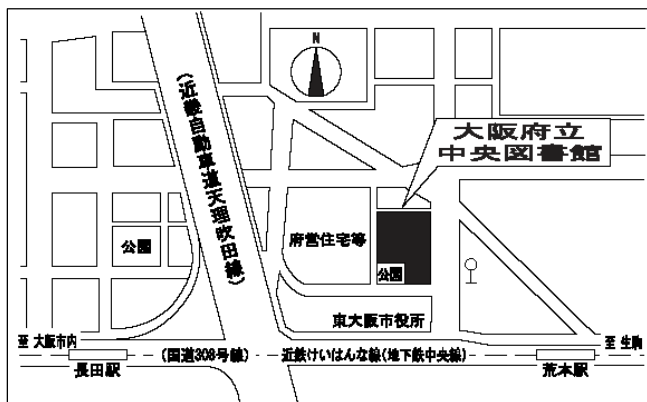 N
大阪府立
中央図書館
(近畿自動車道天理吹田線)
公園
府営住宅等
公園
東大阪市役所
至 大阪市内
至 生駒
(国道308号線)
近鉄けいはんな線(地下鉄中央線)
長田駅
荒本駅